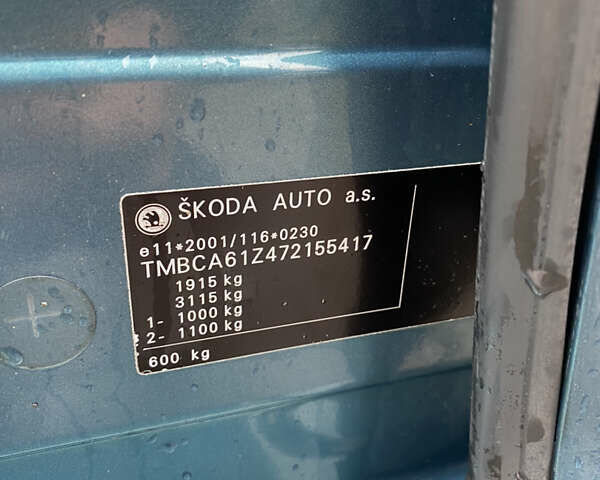 ŠKODA AUTO a.s.
e11*2001/116*0230
TMBCA61Z472155417
1915 kg
3115 kg
1- 1000 kg
2- 1100 kg
600 kg